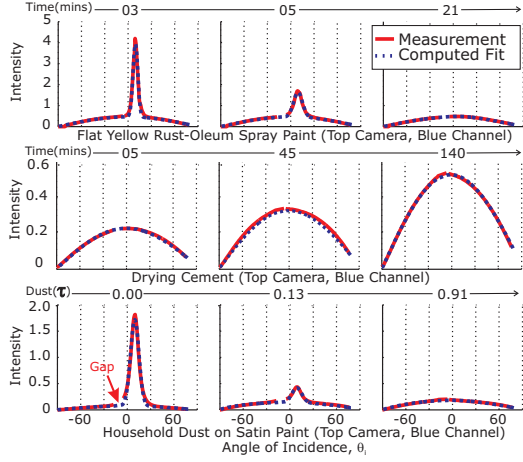 Time(mins) 03 05 21
5
4
3
2
1
0
Intensity
Measurement
Computed Fit
Flat Yellow Rust-Oleum Spray Paint (Top Camera, Blue Channel)
Time(mins) 05 45 140
0.6
0.4
0.2
0
Intensity
Drying Cement (Top Camera, Blue Channel)
Dust(τ) 0.00 0.13 0.91
2.0
1.5
1.0
0.5
0
Intensity
Gap
-60 0 60 -60 0 60 -60 0 60
Household Dust on Satin Paint (Top Camera, Blue Channel)
Angle of Incidence, θi